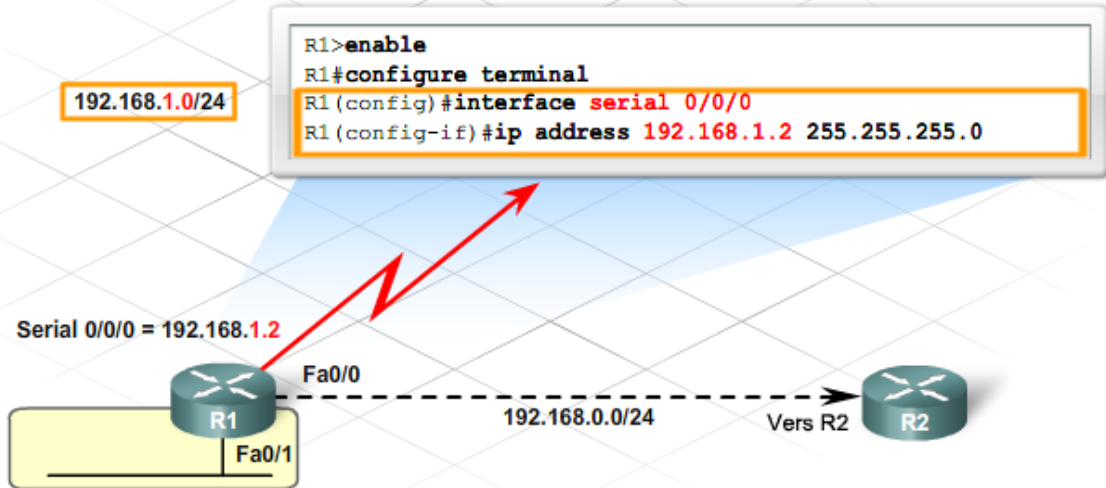 R1>enable
R1#configure terminal
R1(config)#interface serial 0/0/0
R1(config-if)#ip address 192.168.1.2 255.255.255.0
192.168.1.0/24
Serial 0/0/0 = 192.168.1.2
Fa0/0
192.168.0.0/24
Vers R2
R1
R2
Fa0/1